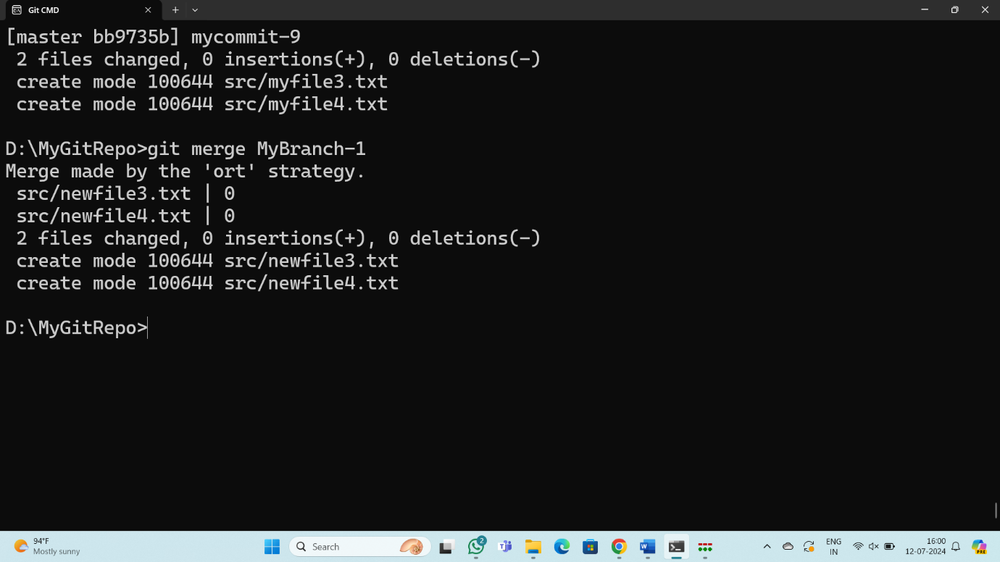 Git CMD
[master bb9735b] mycommit-9
2 files changed, 0 insertions(+), 0 deletions(-)
create mode 100644 src/myfile3.txt
create mode 100644 src/myfile4.txt
D:\MyGitRepo>git merge MyBranch-1
Merge made by the 'ort' strategy.
src/newfile3.txt | 0
src/newfile4.txt | 0
2 files changed, 0 insertions(+), 0 deletions(-)
create mode 100644 src/newfile3.txt
create mode 100644 src/newfile4.txt
D:\MyGitRepo>
94°F
Mostly sunny
Search
2
ENG
IN
16:00
12-07-2024
PRE